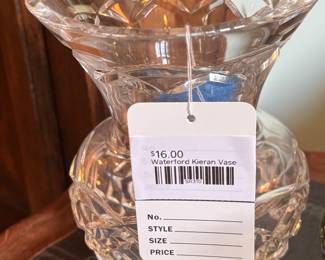 $16.00
Waterford Kieran Vase
No.
STYLE
SIZE
PRICE